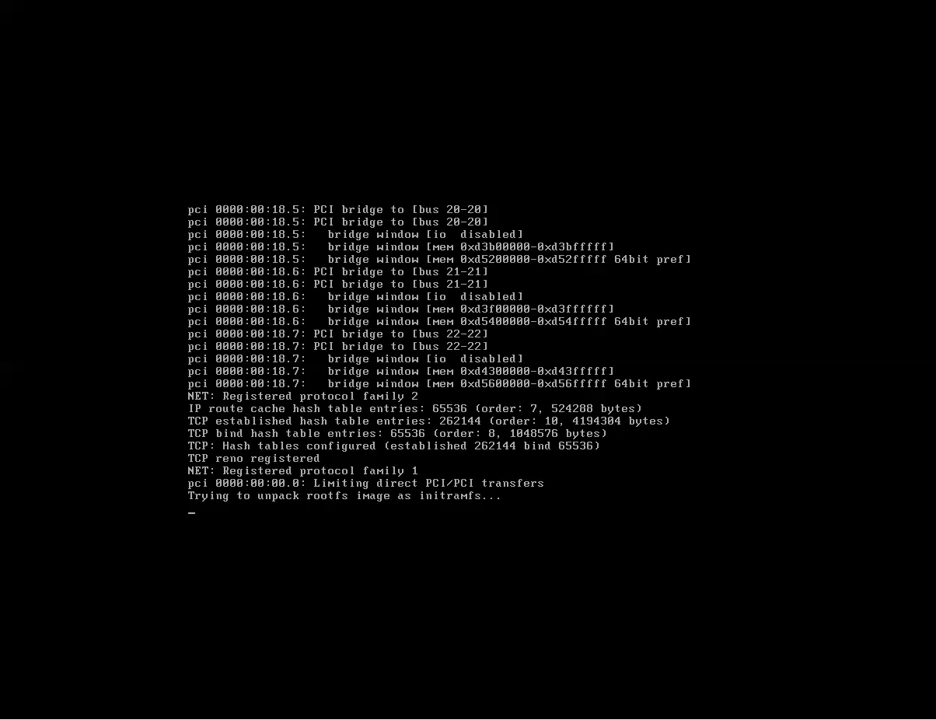 pci 0000:00:18.5: PCI bridge to [bus 20-20]
pci 0000:00:18.5: PCI bridge to [bus 20-20]
pci 0000:00:18.5:   bridge window [io  disabled]
pci 0000:00:18.5:   bridge window [mem 0xd3b00000-0xd3bfffff]
pci 0000:00:18.5:   bridge window [mem 0xd5200000-0xd52fffff 64bit pref]
pci 0000:00:18.6: PCI bridge to [bus 21-21]
pci 0000:00:18.6: PCI bridge to [bus 21-21]
pci 0000:00:18.6:   bridge window [io  disabled]
pci 0000:00:18.6:   bridge window [mem 0xd3f00000-0xd3ffffff]
pci 0000:00:18.6:   bridge window [mem 0xd5400000-0xd54fffff 64bit pref]
pci 0000:00:18.7: PCI bridge to [bus 22-22]
pci 0000:00:18.7: PCI bridge to [bus 22-22]
pci 0000:00:18.7:   bridge window [io  disabled]
pci 0000:00:18.7:   bridge window [mem 0xd4300000-0xd43fffff]
pci 0000:00:18.7:   bridge window [mem 0xd5600000-0xd56fffff 64bit pref]
NET: Registered protocol family 2
IP route cache hash table entries: 65536 (order: 7, 524288 bytes)
TCP established hash table entries: 262144 (order: 10, 4194304 bytes)
TCP bind hash table entries: 65536 (order: 8, 1048576 bytes)
TCP: Hash tables configured (established 262144 bind 65536)
TCP reno registered
NET: Registered protocol family 1
pci 0000:00:00.0: Limiting direct PCI/PCI transfers
Trying to unpack rootfs image as initramfs...
_